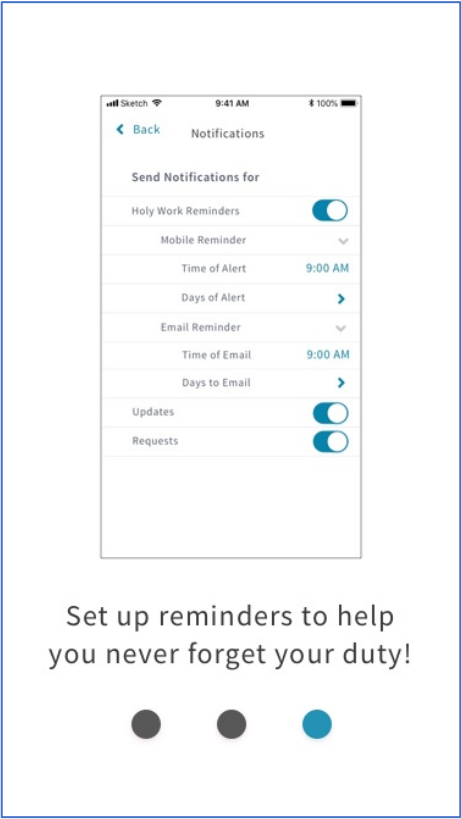 Sketch 9:41 AM 100%
Back Notifications
Send Notifications for
Holy Work Reminders
Mobile Reminder
Time of Alert 9:00 AM
Days of Alert
Email Reminder
Time of Email 9:00 AM
Days to Email
Updates
Requests
Set up reminders to help
you never forget your duty!